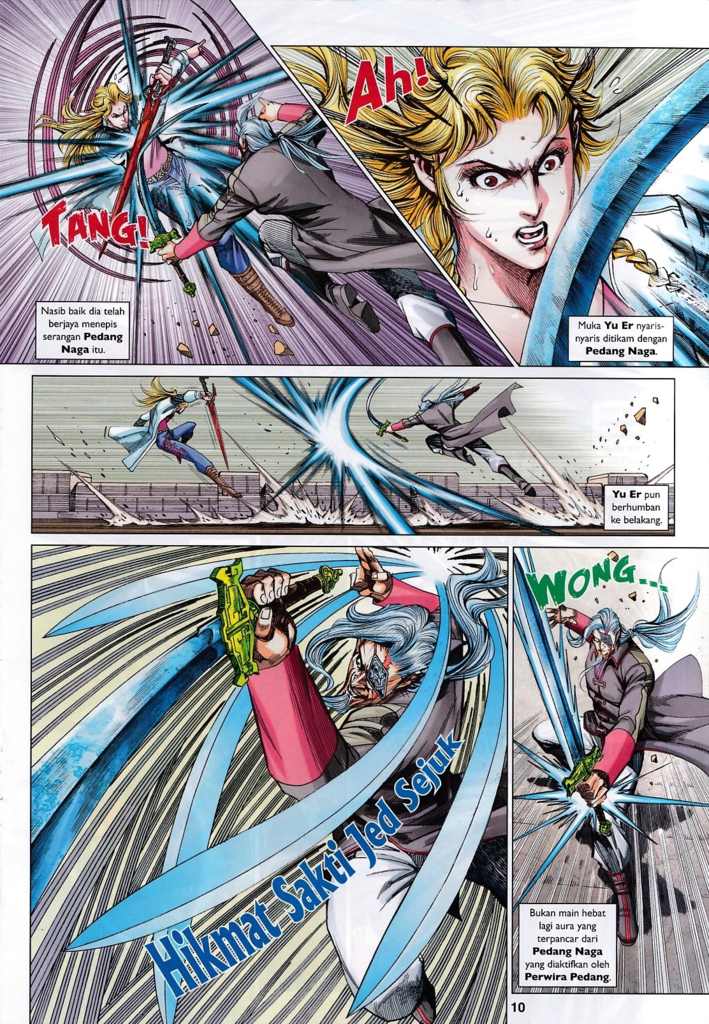 TANG!
Nasib baik dia telah
berjaya menepis
serangan Pedang
Naga itu.
Ah!
Muka Yu Er nyaris-
nyaris ditikam dengan
Pedang Naga.
Yu Er pun
berhumban
ke belakang.
Hikmat Sakti Jed Sejuk
WONG...
Bukan main hebat
lagi aura yang
terpancar dari
Pedang Naga
yang diaktifkan oleh
Perwira Pedang.
10